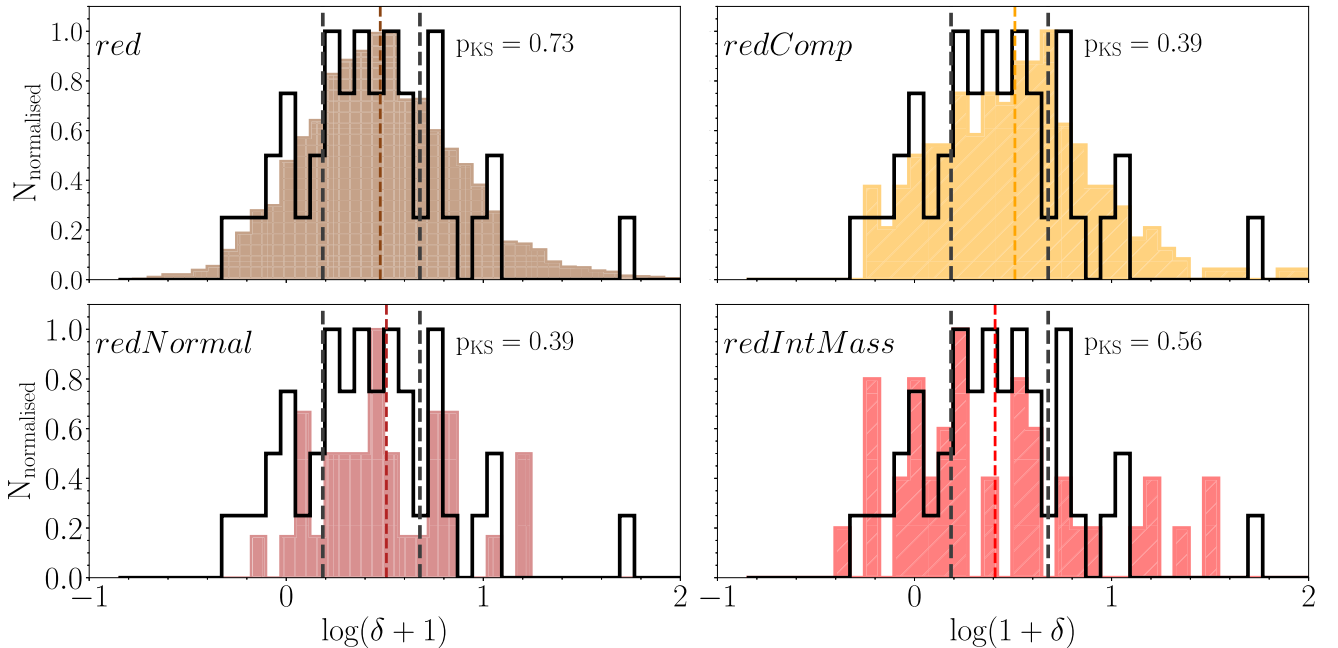 red
p_KS = 0.73
N_normalised
1.0
0.8
0.6
0.4
0.2
0.0
redComp
p_KS = 0.39
redNormal
p_KS = 0.39
N_normalised
1.0
0.8
0.6
0.4
0.2
0.0
−1 0 1 2
log(δ + 1)
redIntMass
p_KS = 0.56
−1 0 1 2
log(1 + δ)